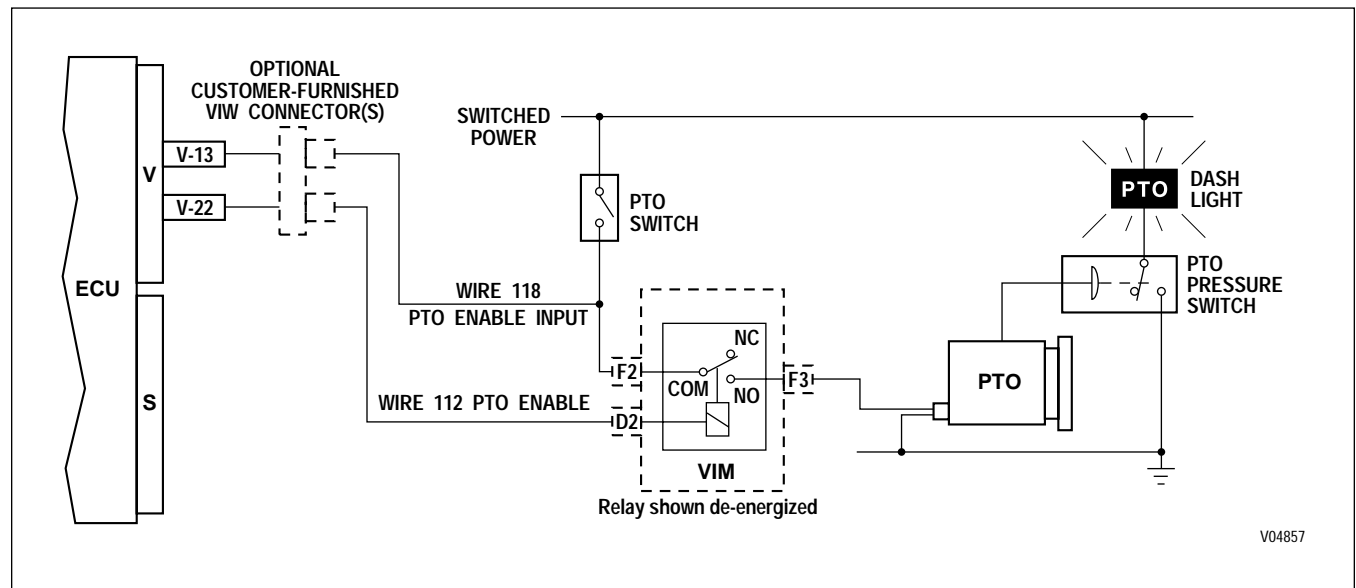 OPTIONAL
CUSTOMER-FURNISHED
VIW CONNECTOR(S)
SWITCHED
POWER
V-13
V
V-22
PTO
DASH
LIGHT
PTO
SWITCH
PTO
PRESSURE
SWITCH
ECU
WIRE 118
PTO ENABLE INPUT
NC
F2
COM
NO
F3
PTO
S
WIRE 112 PTO ENABLE
D2
VIM
Relay shown de-energized
V04857